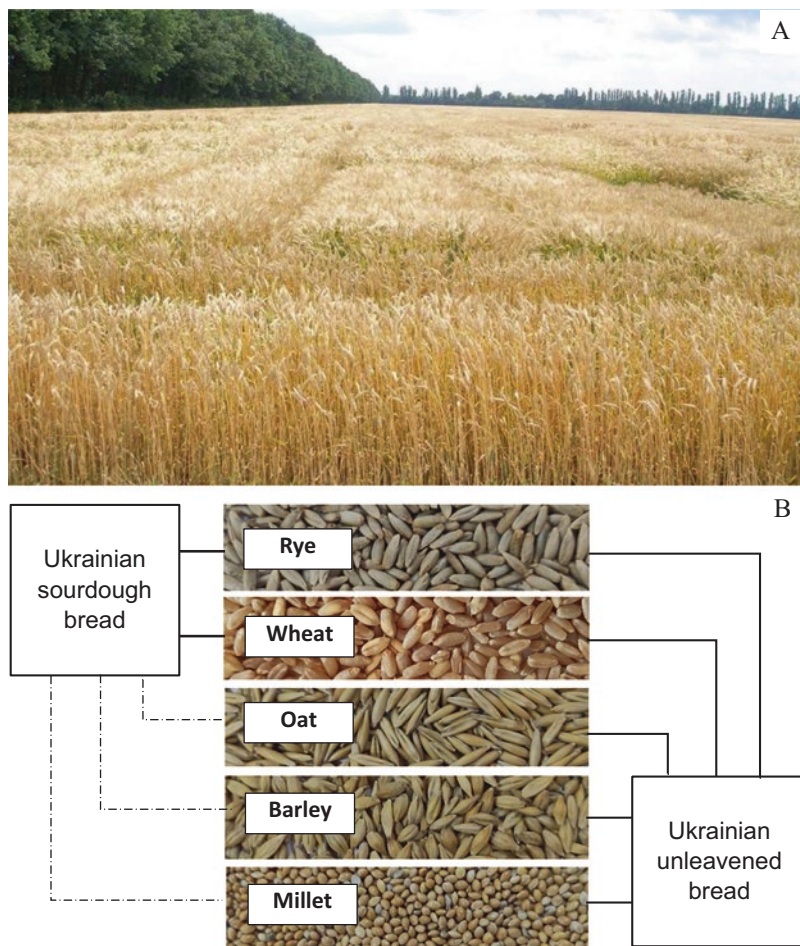 A
B
Ukrainian
sourdough
bread
Rye
Wheat
Oat
Barley
Millet
Ukrainian
unleavened
bread